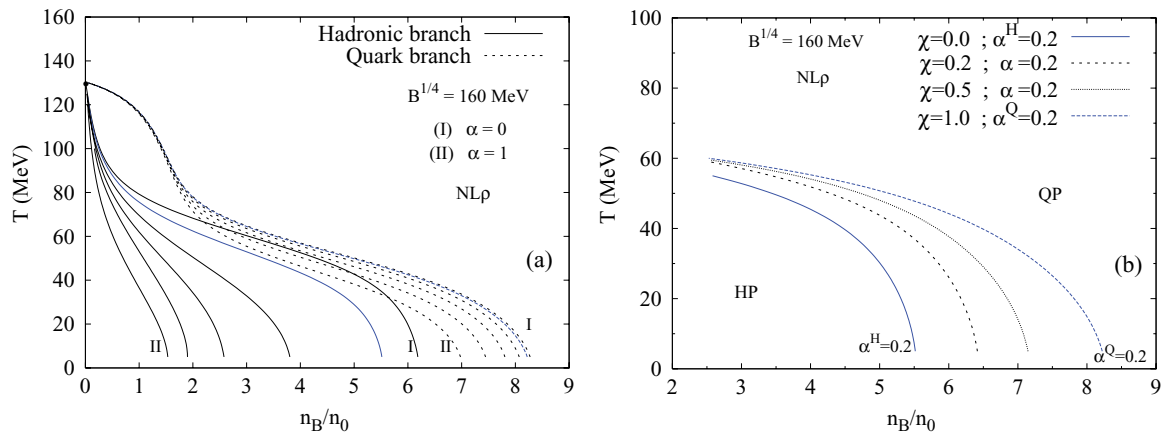 Hadronic branch
Quark branch
B^{1/4} = 160 MeV
(I) α = 0
(II) α = 1
NLρ
(a)
I
II
I
II
T (MeV)
140
120
100
80
60
40
20
0
0 1 2 3 4 5 6 7 8 9
n_B/n_0
B^{1/4} = 160 MeV
NLρ
χ=0.0 ; α^H=0.2
χ=0.2 ; α =0.2
χ=0.5 ; α =0.2
χ=1.0 ; α^Q=0.2
QP
(b)
HP
α^H=0.2
α^Q=0.2
T (MeV)
100
80
60
40
20
0
2 3 4 5 6 7 8 9
n_B/n_0